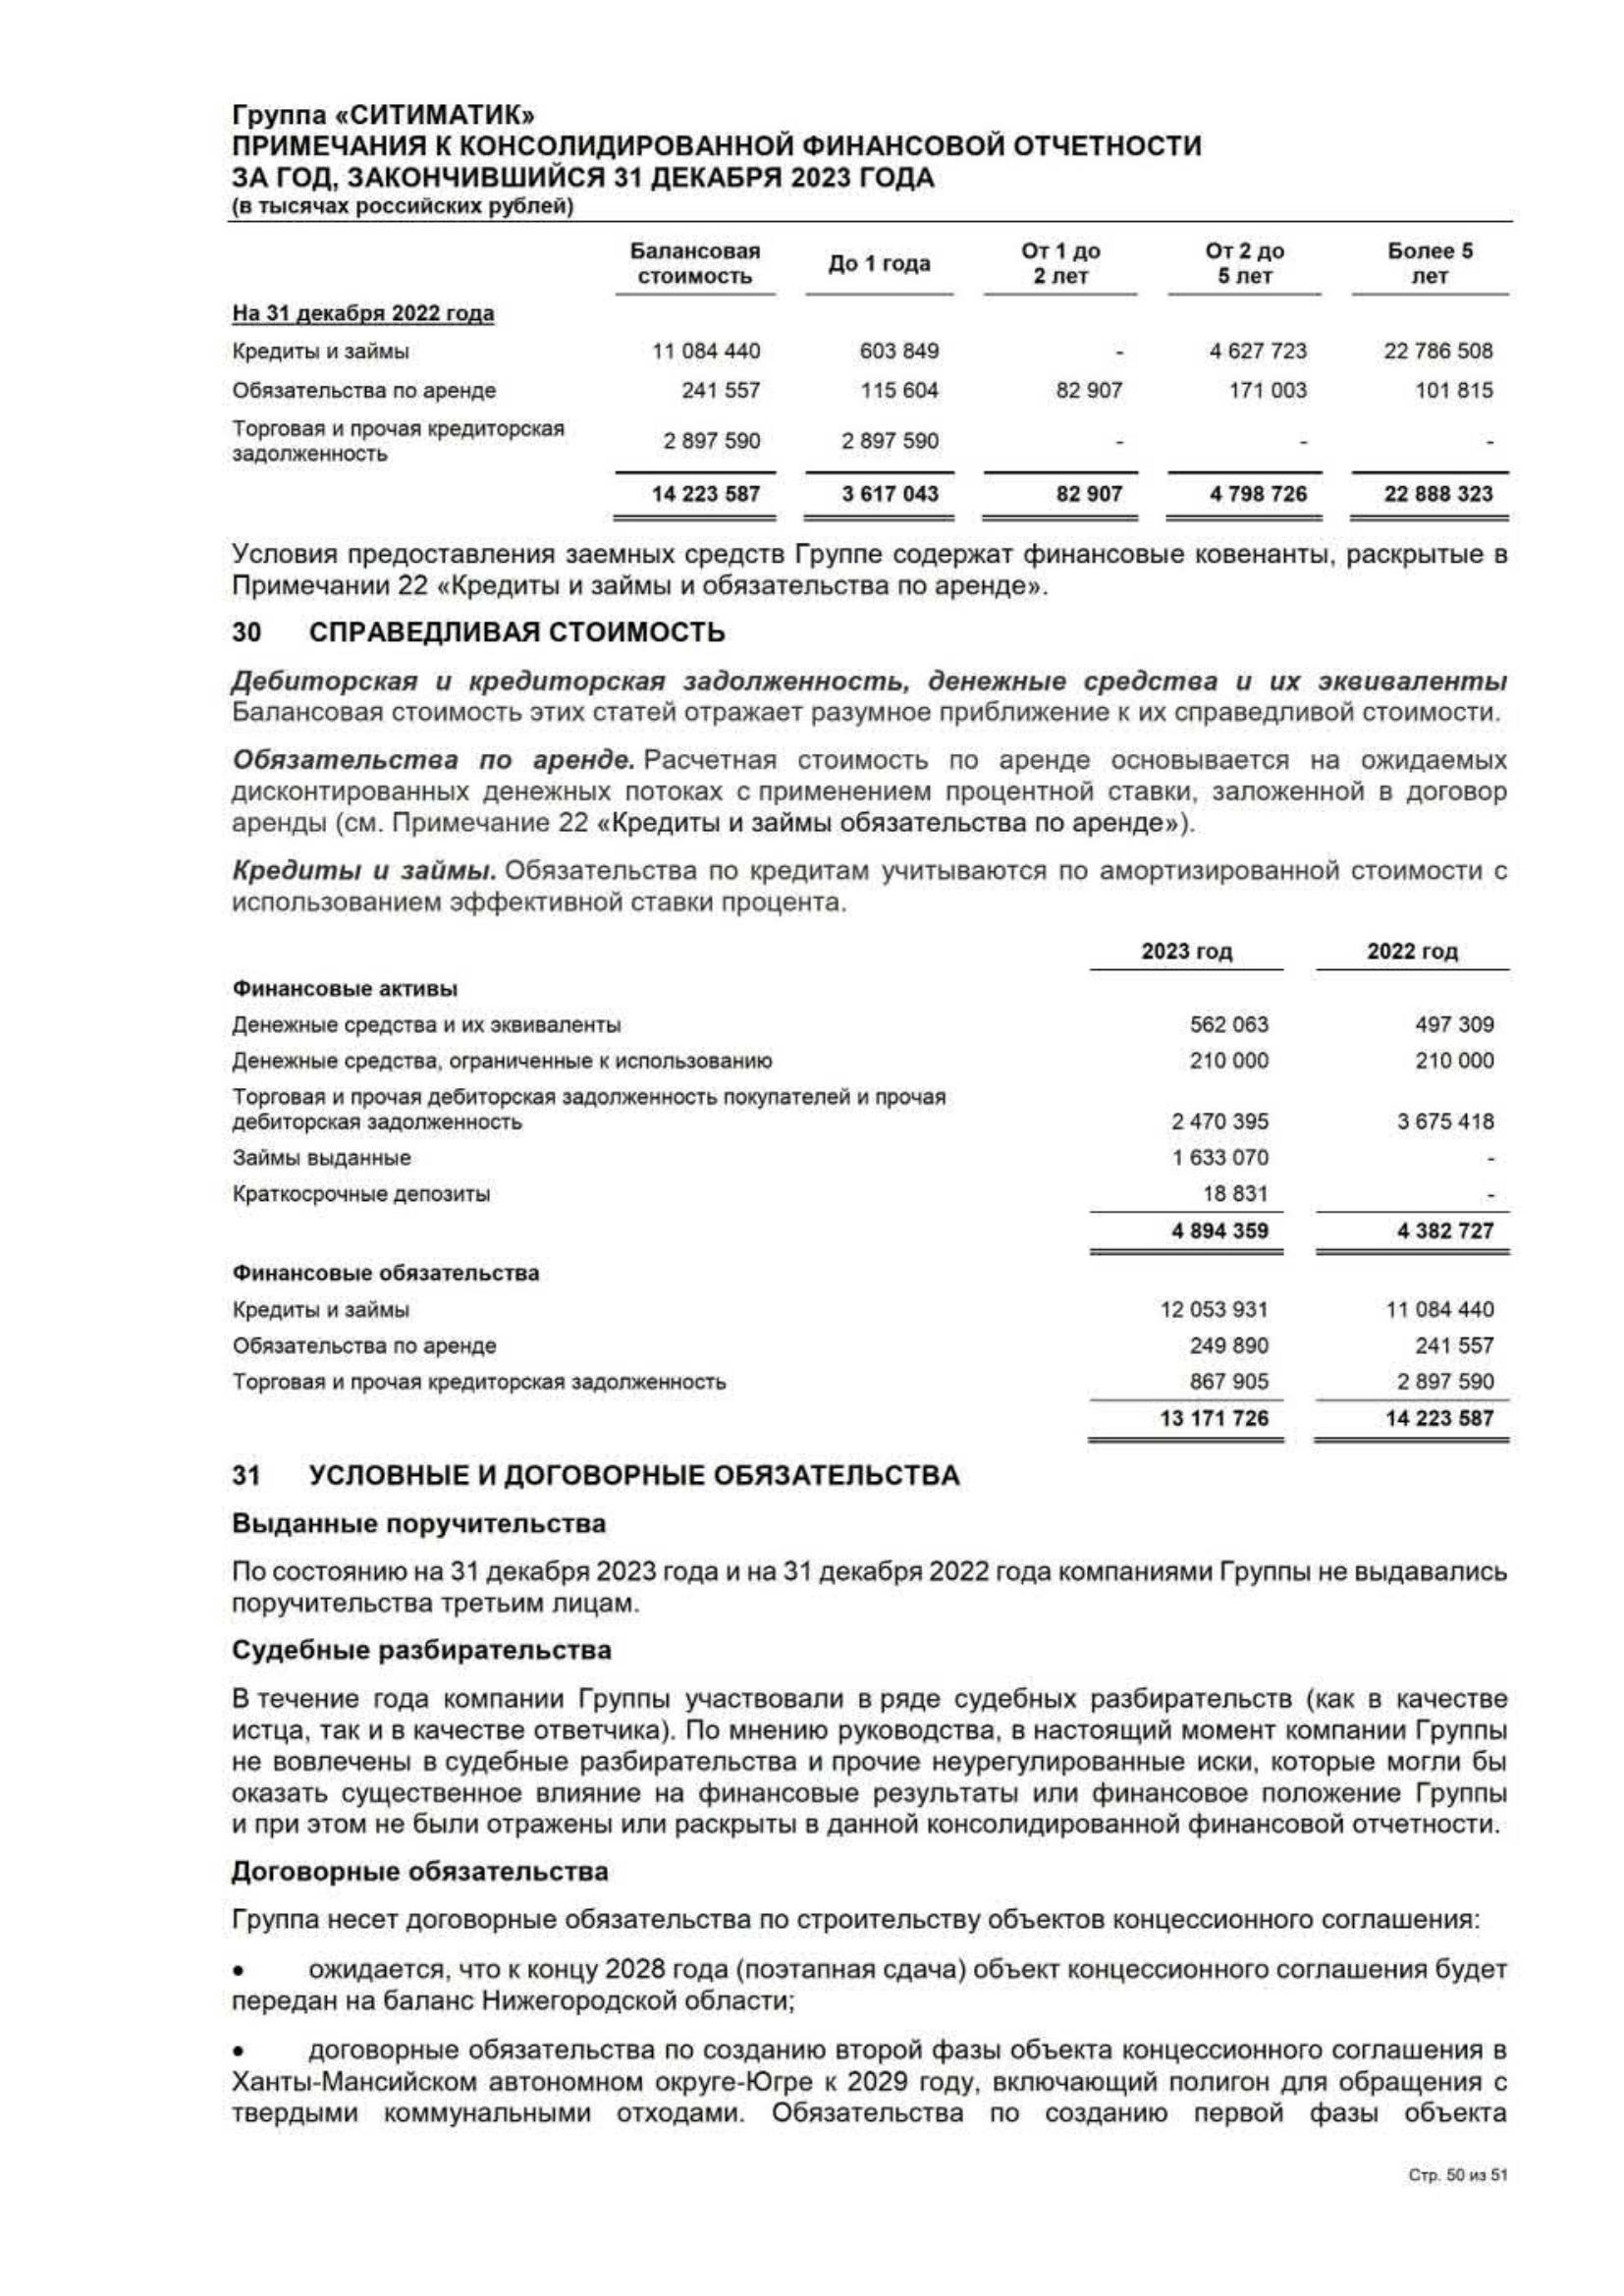 Группа «СИТИМАТИК»
ПРИМЕЧАНИЯ К КОНСОЛИДИРОВАННОЙ ФИНАНСОВОЙ ОТЧЕТНОСТИ
ЗА ГОД, ЗАКОНЧИВШИЙСЯ 31 ДЕКАБРЯ 2023 ГОДА
(в тысячах российских рублей)
Балансовая стоимость До 1 года От 1 до 2 лет От 2 до 5 лет Более 5 лет
На 31 декабря 2022 года
Кредиты и займы 11 084 440 603 849 - 4 627 723 22 786 508
Обязательства по аренде 241 557 115 604 82 907 171 003 101 815
Торговая и прочая кредиторская
задолженность 2 897 590 2 897 590 - - -
14 223 587 3 617 043 82 907 4 798 726 22 888 323
Условия предоставления заемных средств Группе содержат финансовые ковенанты, раскрытые в
Примечании 22 «Кредиты и займы и обязательства по аренде».
30 СПРАВЕДЛИВАЯ СТОИМОСТЬ
Дебиторская и кредиторская задолженность, денежные средства и их эквиваленты
Балансовая стоимость этих статей отражает разумное приближение к их справедливой стоимости.
Обязательства по аренде. Расчетная стоимость по аренде основывается на ожидаемых
дисконтированных денежных потоках с применением процентной ставки, заложенной в договор
аренды (см. Примечание 22 «Кредиты и займы обязательства по аренде»).
Кредиты и займы. Обязательства по кредитам учитываются по амортизированной стоимости с
использованием эффективной ставки процента.
2023 год 2022 год
Финансовые активы
Денежные средства и их эквиваленты 562 063 497 309
Денежные средства, ограниченные к использованию 210 000 210 000
Торговая и прочая дебиторская задолженность покупателей и прочая
дебиторская задолженность 2 470 395 3 675 418
Займы выданные 1 633 070 -
Краткосрочные депозиты 18 831 -
4 894 359 4 382 727
Финансовые обязательства
Кредиты и займы 12 053 931 11 084 440
Обязательства по аренде 249 890 241 557
Торговая и прочая кредиторская задолженность 867 905 2 897 590
13 171 726 14 223 587
31 УСЛОВНЫЕ И ДОГОВОРНЫЕ ОБЯЗАТЕЛЬСТВА
Выданные поручительства
По состоянию на 31 декабря 2023 года и на 31 декабря 2022 года компаниями Группы не выдавались
поручительства третьим лицам.
Судебные разбирательства
В течение года компании Группы участвовали в ряде судебных разбирательств (как в качестве
истца, так и в качестве ответчика). По мнению руководства, в настоящий момент компании Группы
не вовлечены в судебные разбирательства и прочие неурегулированные иски, которые могли бы
оказать существенное влияние на финансовые результаты или финансовое положение Группы
и при этом не были отражены или раскрыты в данной консолидированной финансовой отчетности.
Договорные обязательства
Группа несет договорные обязательства по строительству объектов концессионного соглашения:
• ожидается, что к концу 2028 года (поэтапная сдача) объект концессионного соглашения будет
передан на баланс Нижегородской области;
• договорные обязательства по созданию второй фазы объекта концессионного соглашения в
Ханты-Мансийском автономном округе-Югре к 2029 году, включающий полигон для обращения с
твердыми коммунальными отходами. Обязательства по созданию первой фазы объекта
Стр. 50 из 51